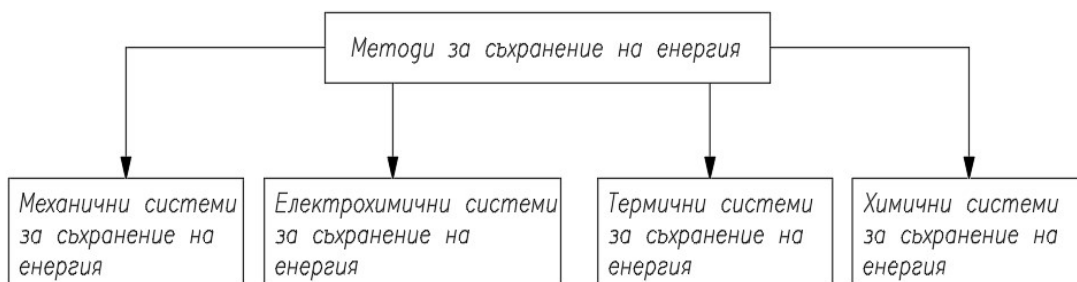 Методи за съхранение на енергия
Механични системи
за съхранение на
енергия
Електрохимични системи
за съхранение на
енергия
Термични системи
за съхранение на
енергия
Химични системи
за съхранение на
енергия